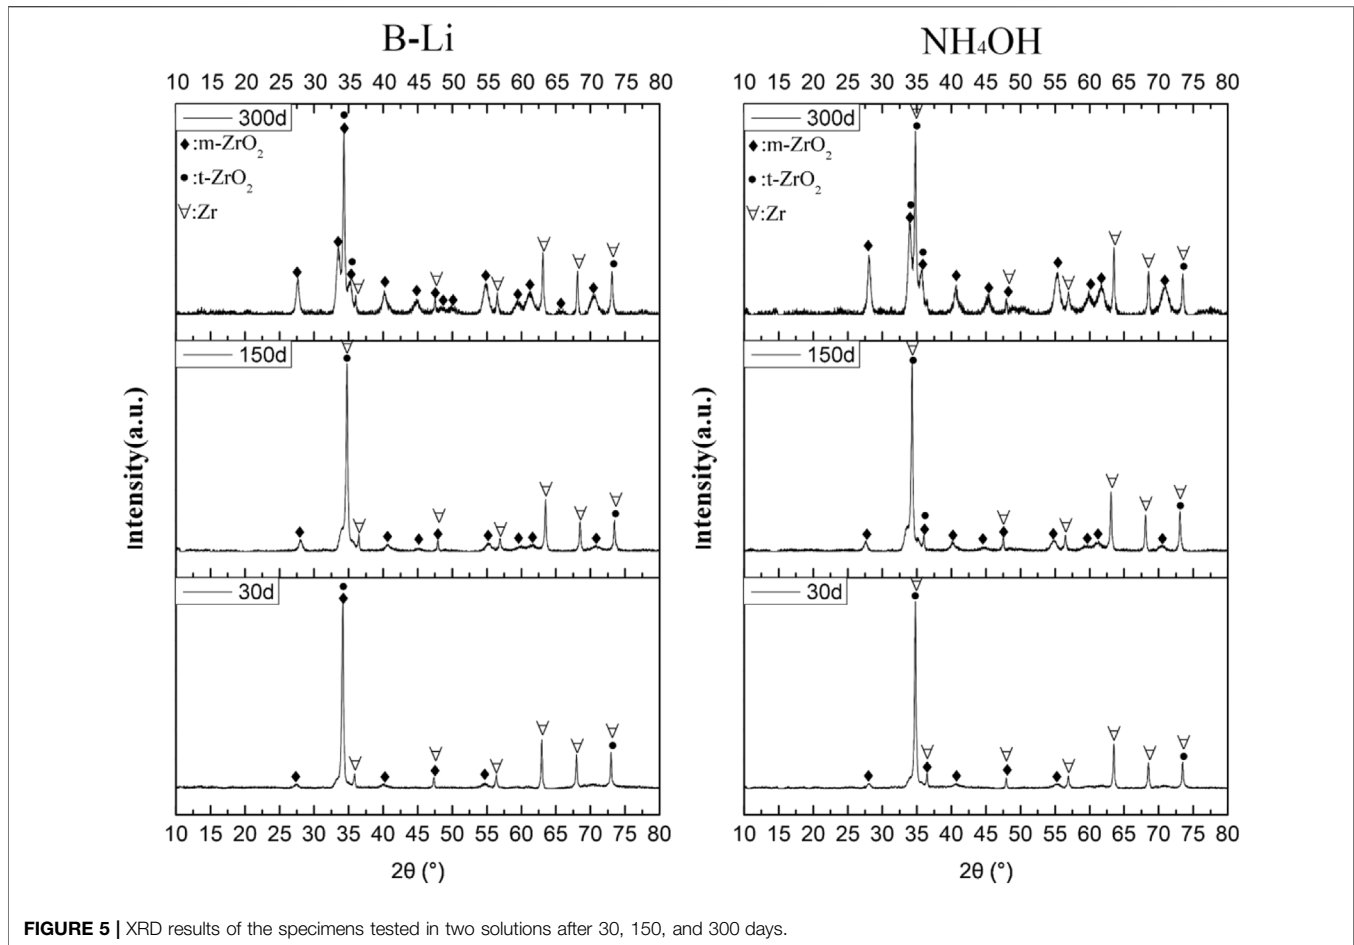 B-Li
10 15 20 25 30 35 40 45 50 55 60 65 70 75 80
300d
♦:m-ZrO₂
●:t-ZrO₂
:Zr
150d
30d
Intensity(a.u.)
10 15 20 25 30 35 40 45 50 55 60 65 70 75 80
2θ (°)
NH₄OH
10 15 20 25 30 35 40 45 50 55 60 65 70 75 80
300d
♦:m-ZrO₂
●:t-ZrO₂
:Zr
150d
30d
Intensity(a.u.)
10 15 20 25 30 35 40 45 50 55 60 65 70 75 80
2θ (°)
FIGURE 5 | XRD results of the specimens tested in two solutions after 30, 150, and 300 days.